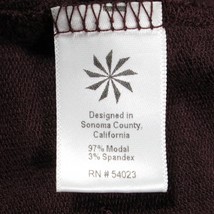 Designed in
Sonoma County,
California
97% Modal
3% Spandex
RN # 54023